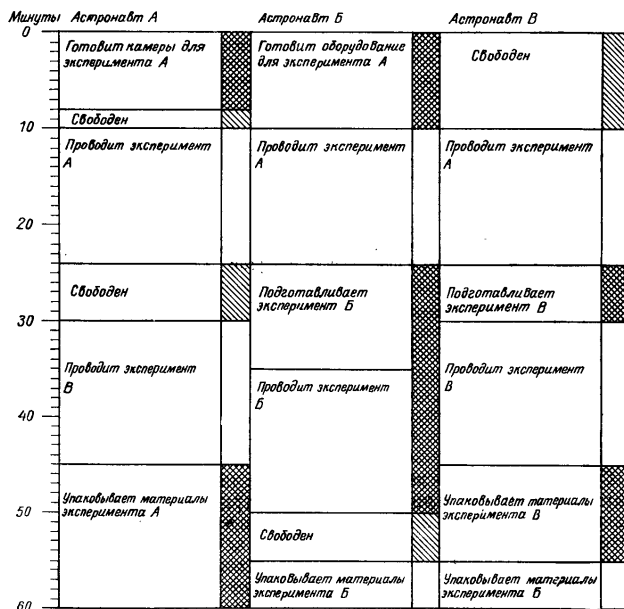 Минуты
Астронавт А
Астронавт Б
Астронавт В
0
10
20
30
40
50
60
Готовит камеры для
эксперимента А
Свободен
Проводит эксперимент
А
Свободен
Проводит эксперимент
В
Упаковывает материалы
эксперимента А
Готовит оборудование
для эксперимента А
Проводит эксперимент
А
Подготавливает
эксперимент Б
Проводит эксперимент
Б
Свободен
Упаковывает материалы
эксперимента Б
Свободен
Проводит эксперимент
А
Подготавливает
эксперимент В
Проводит эксперимент
В
Упаковывает материалы
эксперимента В
Упаковывает материалы
эксперимента Б